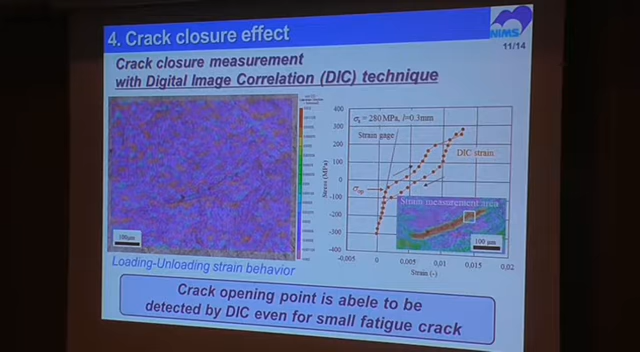 4. Crack closure effect
NIMS
11/14
Crack closure measurement
with Digital Image Correlation (DIC) technique
100μm
Loading-Unloading strain behavior
400
300
200
100
0
-100
-200
-300
-400
Stress (MPa)
σ = 280MPa, l=0.3mm
Strain gage
DIC strain
σop
Strain measurement area
100 μm
-0,005
0
0,005
0,01
0,015
0,02
Strain (-)
Crack opening point is abele to be
detected by DIC even for small fatigue crack